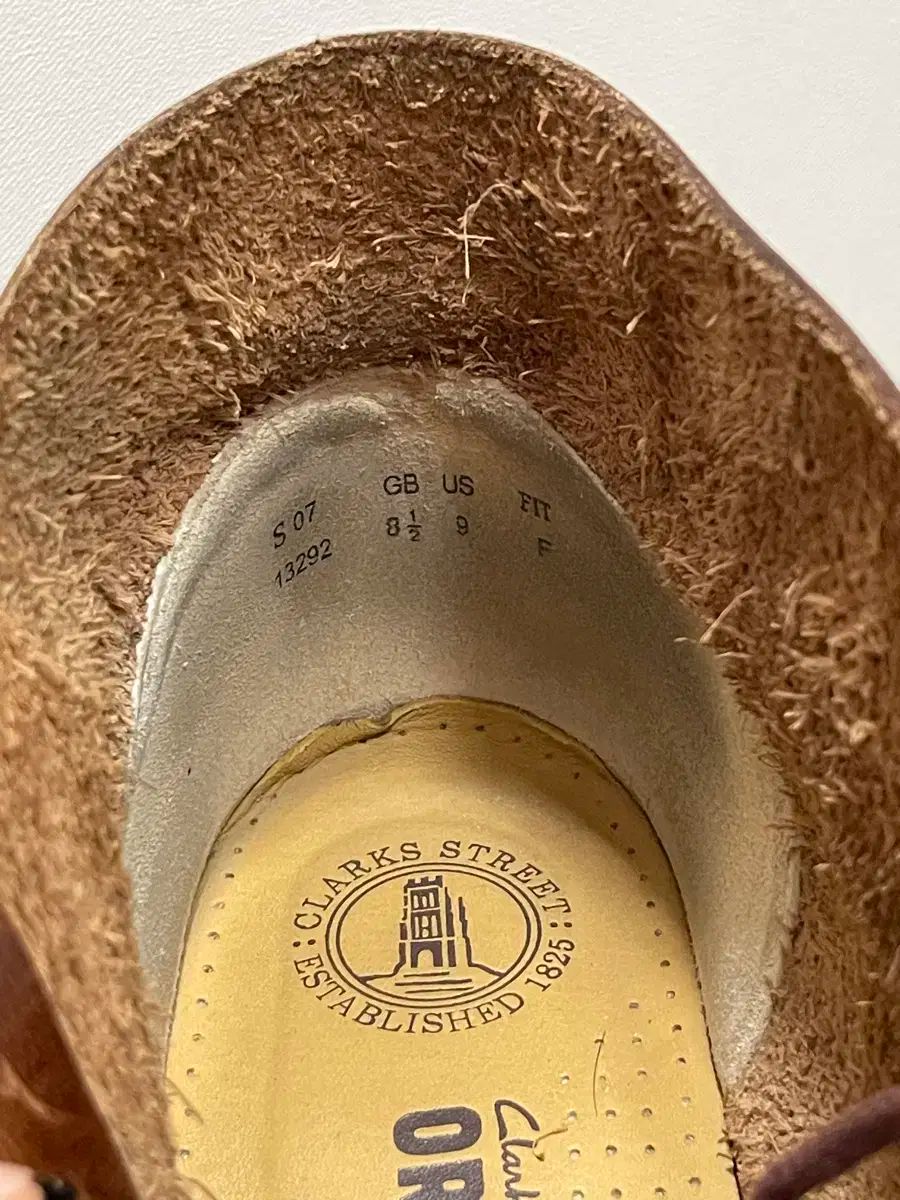 S 07
13292
GB US FIT
8½ 9 F
: CLARKS STREET :
ESTABLISHED 1825